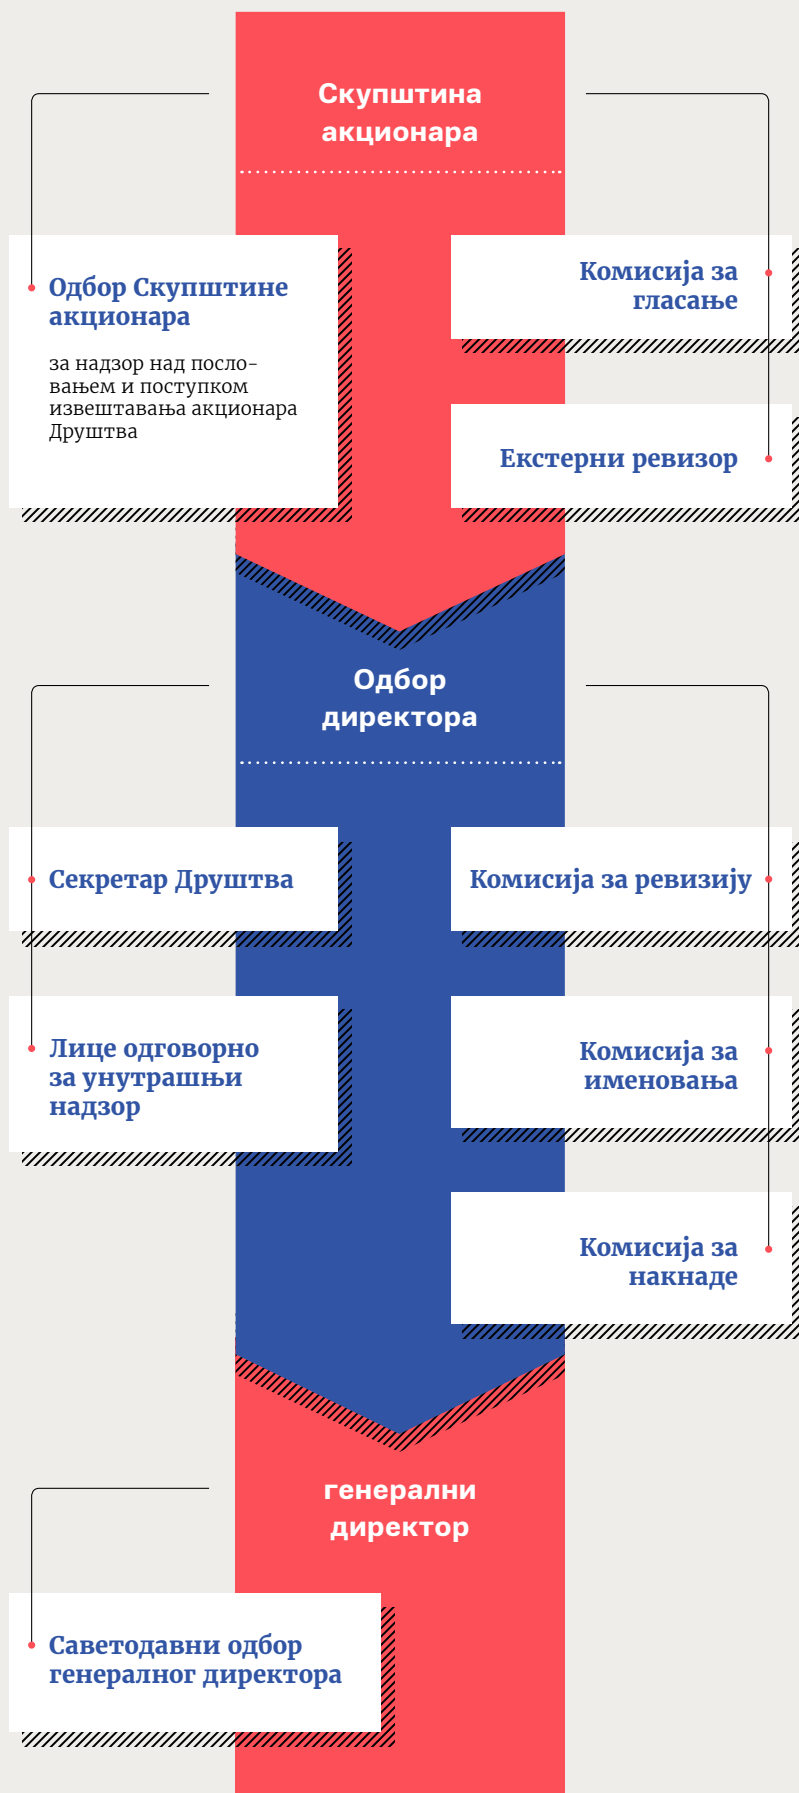 Скупштина
акционара
Одбор Скупштине
акционара
за надзор над посло-
вањем и поступком
извештавања акционара
Друштва
Комисија за
гласање
Екстерни ревизор
Одбор
директора
Секретар Друштва
Лице одговорно
за унутрашњи
надзор
Комисија за ревизију
Комисија за
именовања
Комисија за
накнаде
генерални
директор
Саветодавни одбор
генералног директора